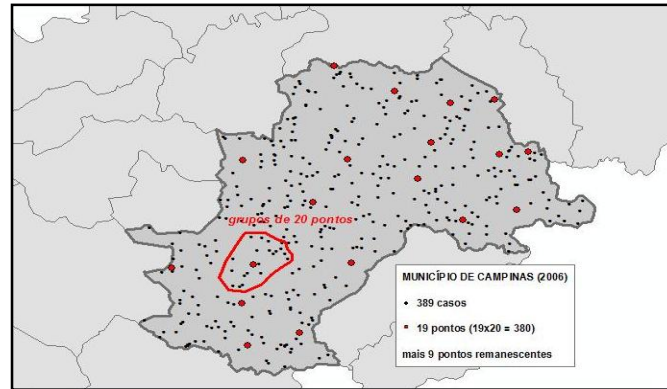 grupos de 20 pontos
MUNICÍPIO DE CAMPINAS (2006)
389 casos
19 pontos (19x20 = 380)
mais 9 pontos remanescentes